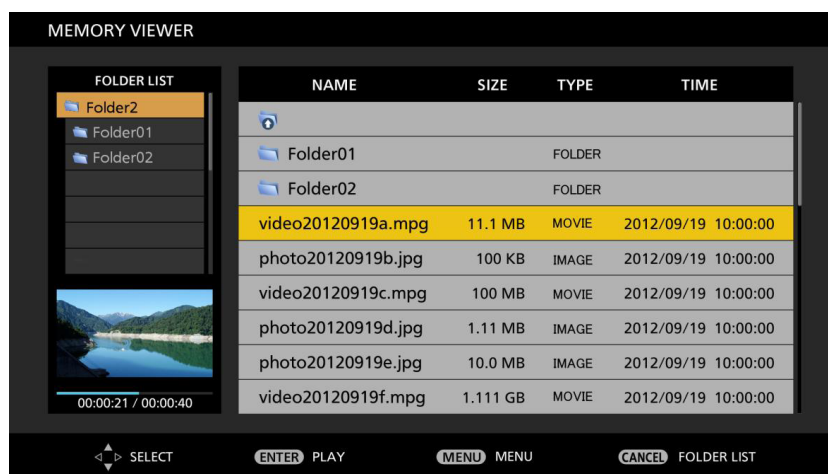 MEMORY VIEWER
FOLDER LIST
Folder2
Folder01
Folder02
00:00:21 / 00:00:40
NAME SIZE TYPE TIME
Folder01 FOLDER
Folder02 FOLDER
video20120919a.mpg 11.1 MB MOVIE 2012/09/19 10:00:00
photo20120919b.jpg 100 KB IMAGE 2012/09/19 10:00:00
video20120919c.mpg 100 MB MOVIE 2012/09/19 10:00:00
photo20120919d.jpg 1.11 MB IMAGE 2012/09/19 10:00:00
photo20120919e.jpg 10.0 MB IMAGE 2012/09/19 10:00:00
video20120919f.mpg 1.111 GB MOVIE 2012/09/19 10:00:00
SELECT ENTER PLAY MENU MENU CANCEL FOLDER LIST